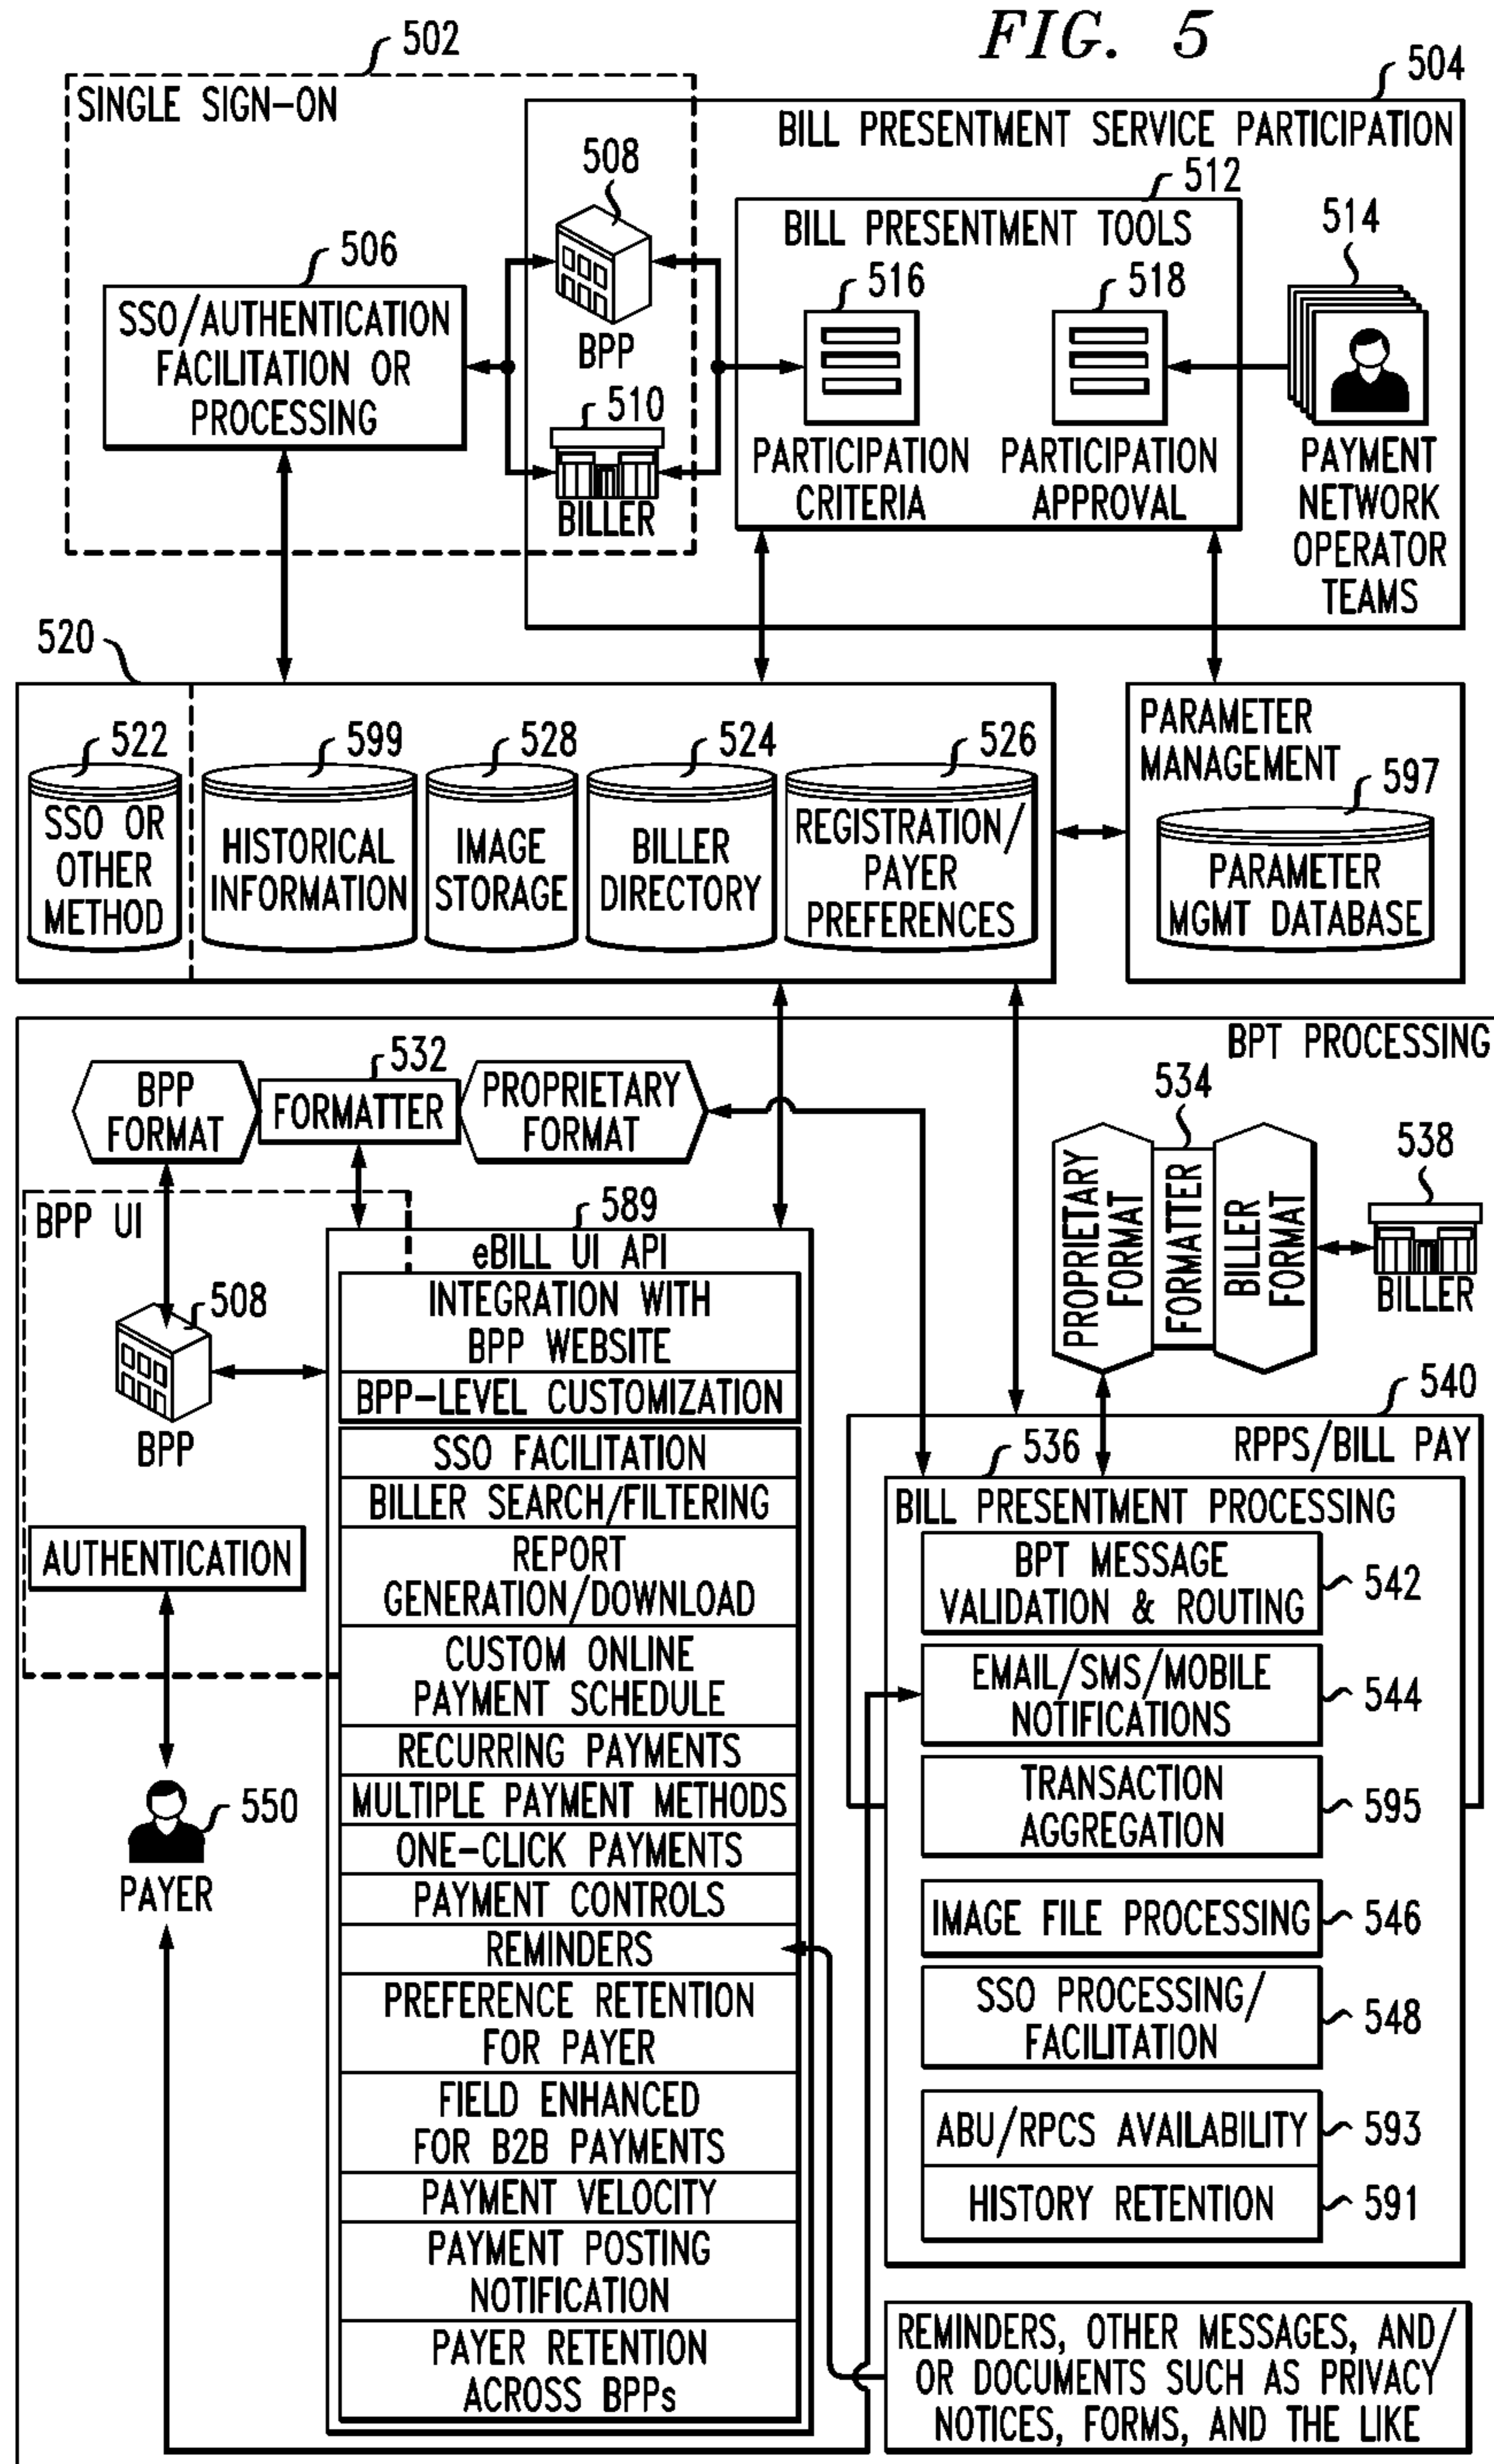 FIG. 5
502
504
SINGLE SIGN-ON
BILL PRESENTMENT SERVICE PARTICIPATION
508
512
BILL PRESENTMENT TOOLS
514
506
516
518
SSO/AUTHENTICATION
FACILITATION OR
PROCESSING
BPP
510
BILLER
PARTICIPATION
CRITERIA
PARTICIPATION
APPROVAL
PAYMENT
NETWORK
OPERATOR
TEAMS
520
522
SSO OR
OTHER
METHOD
599
HISTORICAL
INFORMATION
528
IMAGE
STORAGE
524
BILLER
DIRECTORY
526
REGISTRATION/
PAYER
PREFERENCES
PARAMETER
MANAGEMENT
597
PARAMETER
MGMT DATABASE
BPT PROCESSING
BPP
FORMAT
532
FORMATTER
PROPRIETARY
FORMAT
534
PROPRIETARY
FORMAT
FORMATTER
BILLER
FORMAT
538
BILLER
BPP UI
508
BPP
AUTHENTICATION
550
PAYER
589
eBILL UI API
INTEGRATION WITH
BPP WEBSITE
BPP-LEVEL CUSTOMIZATION
SSO FACILITATION
BILLER SEARCH/FILTERING
REPORT
GENERATION/DOWNLOAD
CUSTOM ONLINE
PAYMENT SCHEDULE
RECURRING PAYMENTS
MULTIPLE PAYMENT METHODS
ONE-CLICK PAYMENTS
PAYMENT CONTROLS
REMINDERS
PREFERENCE RETENTION
FOR PAYER
FIELD ENHANCED
FOR B2B PAYMENTS
PAYMENT VELOCITY
PAYMENT POSTING
NOTIFICATION
PAYER RETENTION
ACROSS BPPs
540
RPPS/BILL PAY
536
BILL PRESENTMENT PROCESSING
BPT MESSAGE
VALIDATION & ROUTING
542
EMAIL/SMS/MOBILE
NOTIFICATIONS
544
TRANSACTION
AGGREGATION
595
IMAGE FILE PROCESSING
546
SSO PROCESSING/
FACILITATION
548
ABU/RPCS AVAILABILITY
593
HISTORY RETENTION
591
REMINDERS, OTHER MESSAGES, AND/
OR DOCUMENTS SUCH AS PRIVACY
NOTICES, FORMS, AND THE LIKE